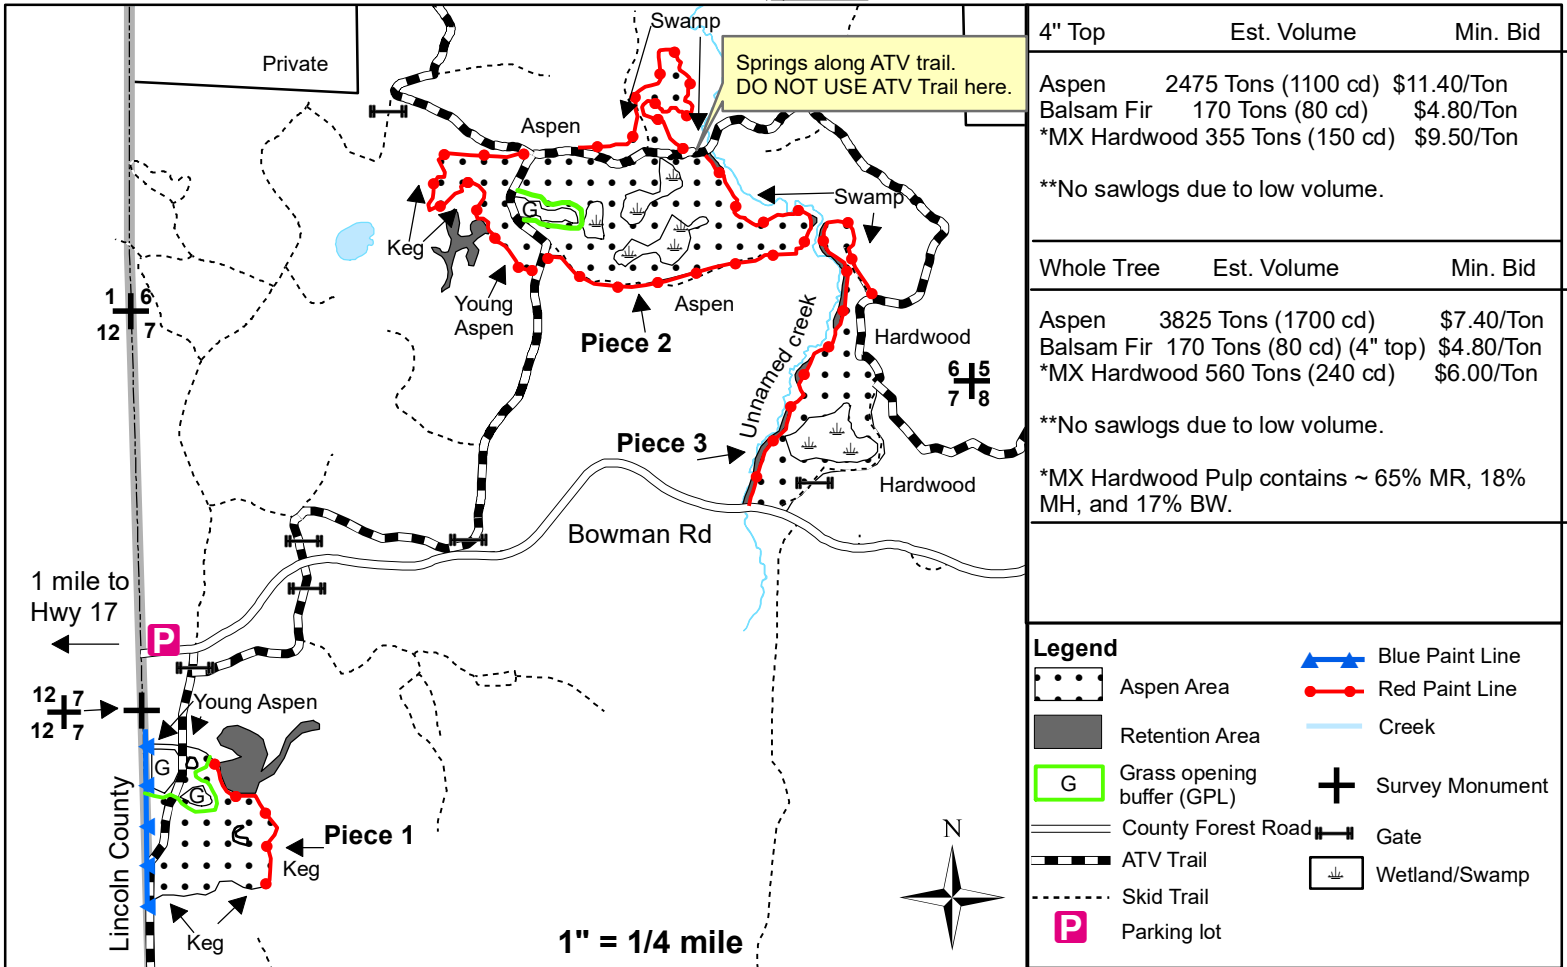 Private
Swamp
Springs along ATV trail.
DO NOT USE ATV Trail here.
Aspen
Swamp
G
Keg
Young
Aspen
Aspen
Piece 2
Hardwood
Unnamed creek
1 6
12 7
6 5
7 8
Piece 3
Hardwood
Bowman Rd
1 mile to
Hwy 17
P
12 7
12 7
Young Aspen
G
G
Lincoln County
Piece 1
Keg
Keg
N
1" = 1/4 mile
4" Top Est. Volume Min. Bid
Aspen 2475 Tons (1100 cd) $11.40/Ton
Balsam Fir 170 Tons (80 cd) $4.80/Ton
*MX Hardwood 355 Tons (150 cd) $9.50/Ton
**No sawlogs due to low volume.
Whole Tree Est. Volume Min. Bid
Aspen 3825 Tons (1700 cd) $7.40/Ton
Balsam Fir 170 Tons (80 cd) (4" top) $4.80/Ton
*MX Hardwood 560 Tons (240 cd) $6.00/Ton
**No sawlogs due to low volume.
*MX Hardwood Pulp contains ~ 65% MR, 18%
MH, and 17% BW.
Legend
Aspen Area
Retention Area
G
Grass opening
buffer (GPL)
County Forest Road
ATV Trail
Skid Trail
P
Parking lot
Blue Paint Line
Red Paint Line
Creek
Survey Monument
Gate
Wetland/Swamp